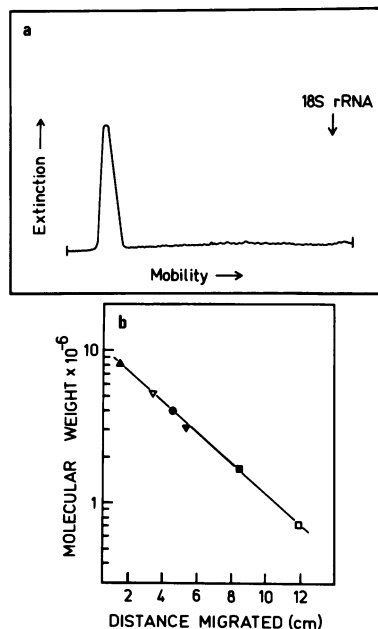 a
18S rRNA
↓
Extinction →
Mobility →
b
MOLECULAR WEIGHT × 10⁻⁶
10
1
2 4 6 8 10 12
DISTANCE MIGRATED (cm)